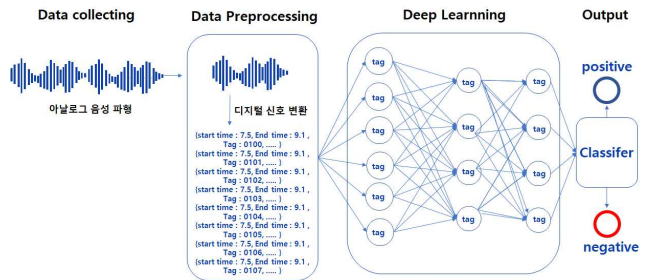 Data collecting
Data Preprocessing
Deep Learnning
Output
아날로그 음성 파형
디지털 신호 변환
(start time : 7.5, End time : 9.1 ,
Tag : 0100, ..... )
(start time : 7.5, End time : 9.1 ,
Tag : 0101, ..... )
(start time : 7.5, End time : 9.1 ,
Tag : 0102, ..... )
(start time : 7.5, End time : 9.1 ,
Tag : 0103, ..... )
(start time : 7.5, End time : 9.1 ,
Tag : 0104, ..... )
(start time : 7.5, End time : 9.1 ,
Tag : 0105, ..... )
(start time : 7.5, End time : 9.1 ,
Tag : 0106, ..... )
(start time : 7.5, End time : 9.1 ,
Tag : 0107, ..... )
tag
tag
tag
tag
tag
tag
tag
tag
tag
tag
tag
tag
tag
tag
positive
Classifer
negative